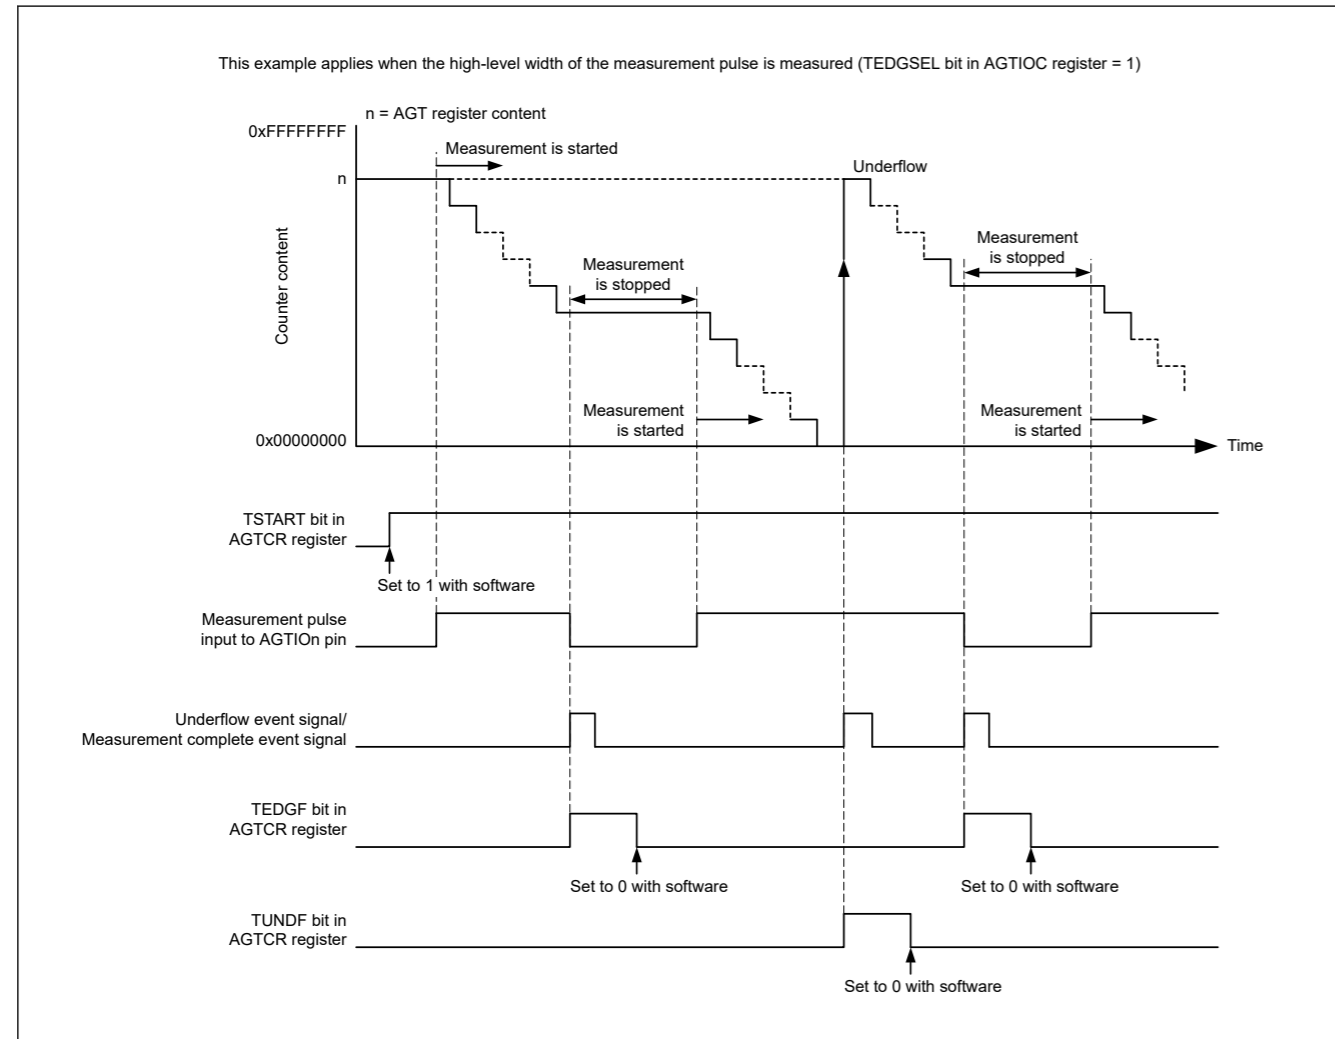 This example applies when the high-level width of the measurement pulse is measured (TEDGSEL bit in AGTIOC register = 1)
n = AGT register content
0xFFFFFFFF
Measurement is started
n
Underflow
Counter content
Measurement
is stopped
Measurement
is stopped
Measurement
is started
Measurement
is started
0x00000000
Time
TSTART bit in
AGTCR register
Set to 1 with software
Measurement pulse
input to AGTIOn pin
Underflow event signal/
Measurement complete event signal
TEDGF bit in
AGTCR register
Set to 0 with software
Set to 0 with software
TUNDF bit in
AGTCR register
Set to 0 with software